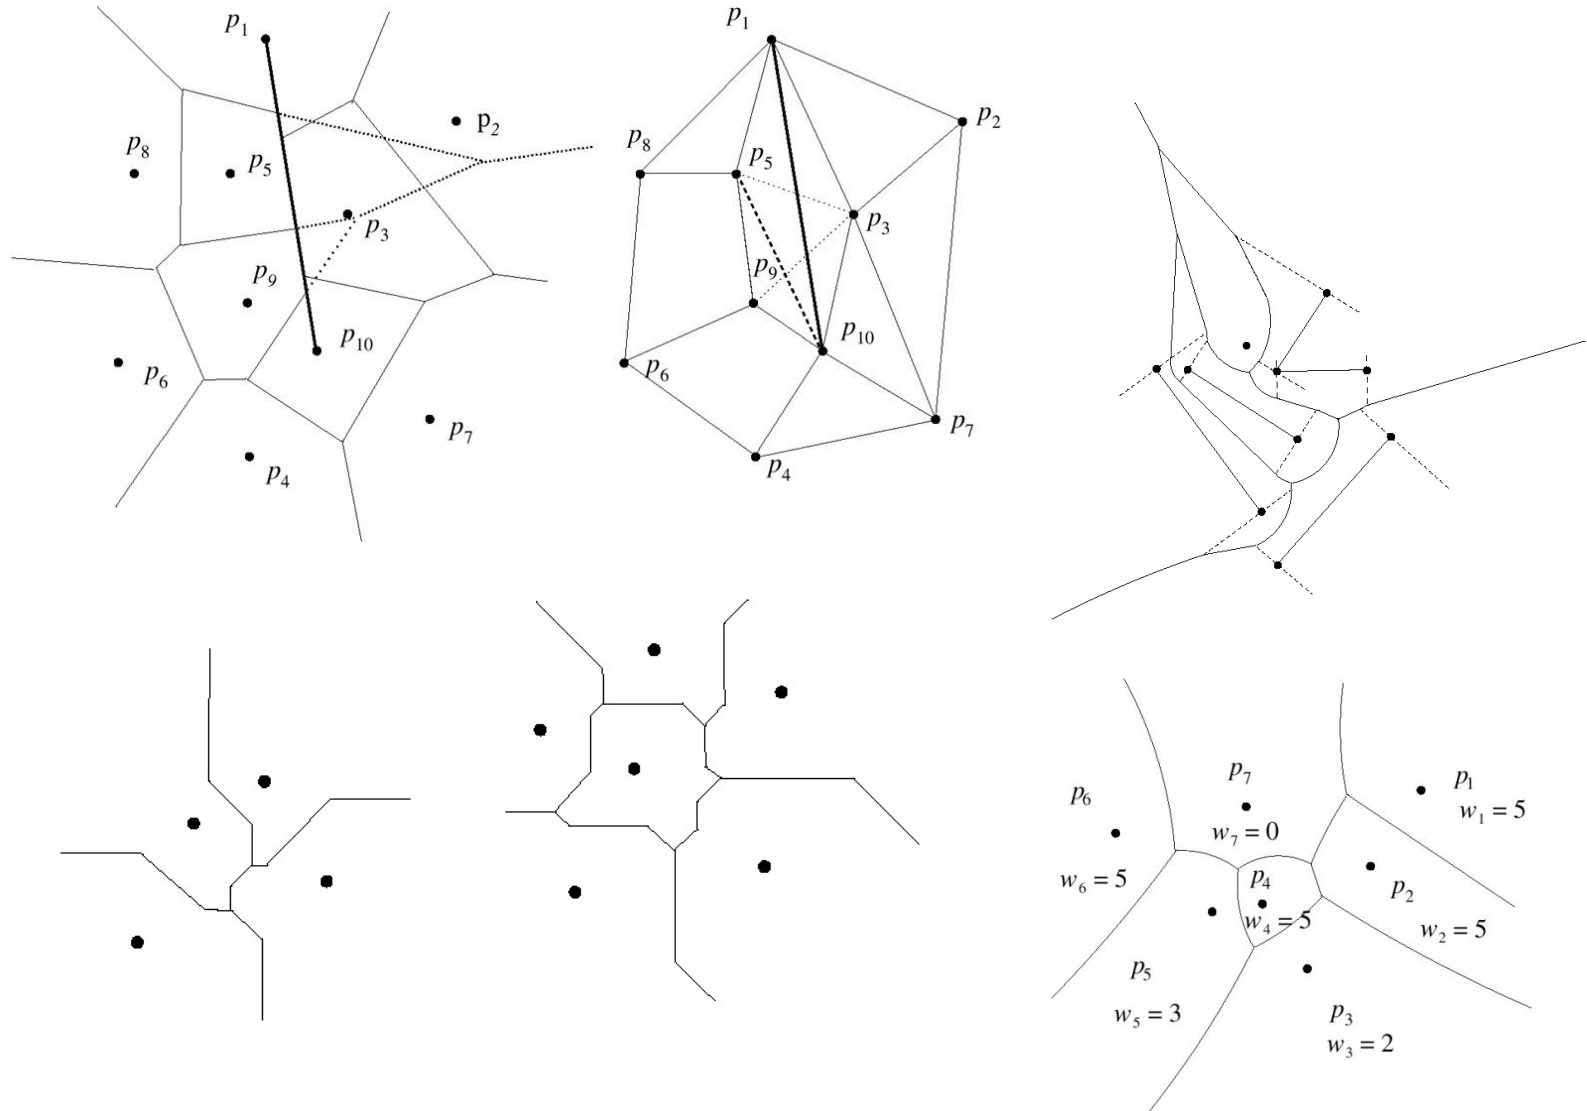 p1
p2
p8
p5
p3
p9
p10
p6
p7
p4
p1
p2
p8
p5
p3
p9
p10
p6
p7
p4
p7
w7 = 0
p1
w1 = 5
p6
w6 = 5
p4
w4 = 5
p2
w2 = 5
p5
w5 = 3
p3
w3 = 2